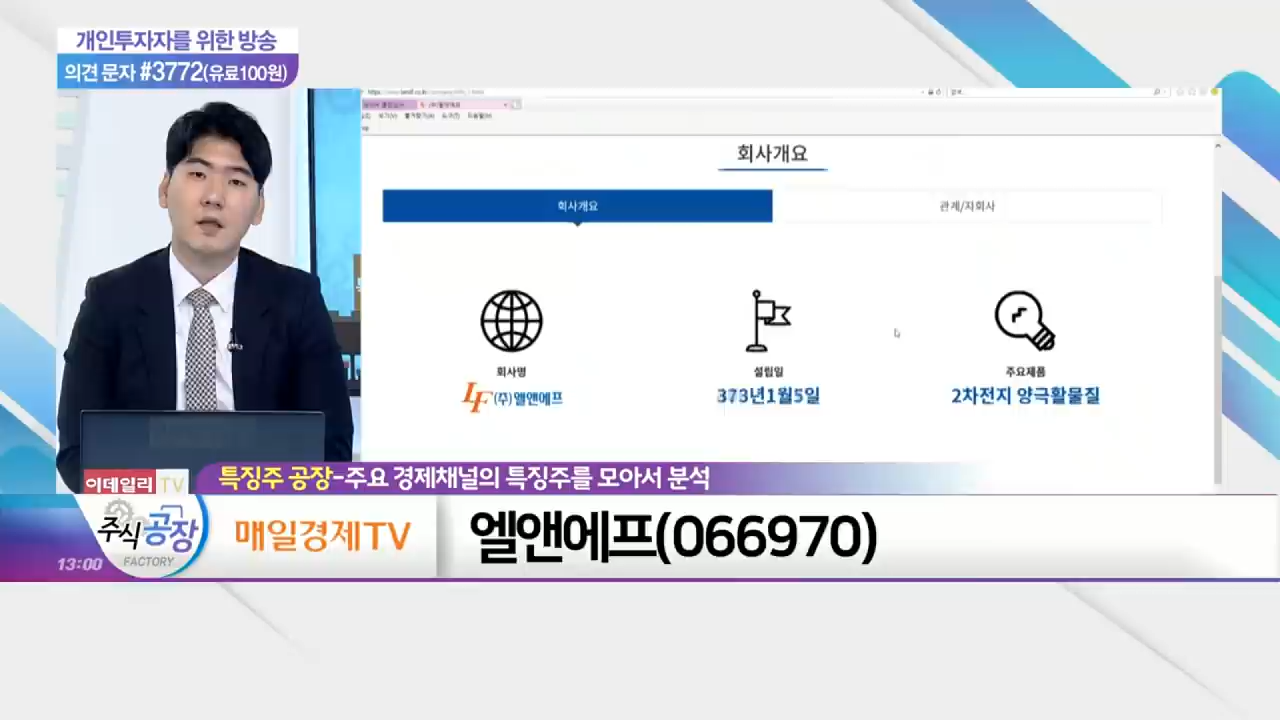 개인투자자를 위한 방송
의견 문자 #3772(유료100원)
회사개요
회사개요
관계/자회사
회사명
설립일
주요제품
LF (주)엘앤에프
373년1월5일
2차전지 양극활물질
이데일리 TV
특징주 공장-주요 경제채널의 특징주를 모아서 분석
주식공장
FACTORY
13:00
매일경제TV
엘앤에프(066970)